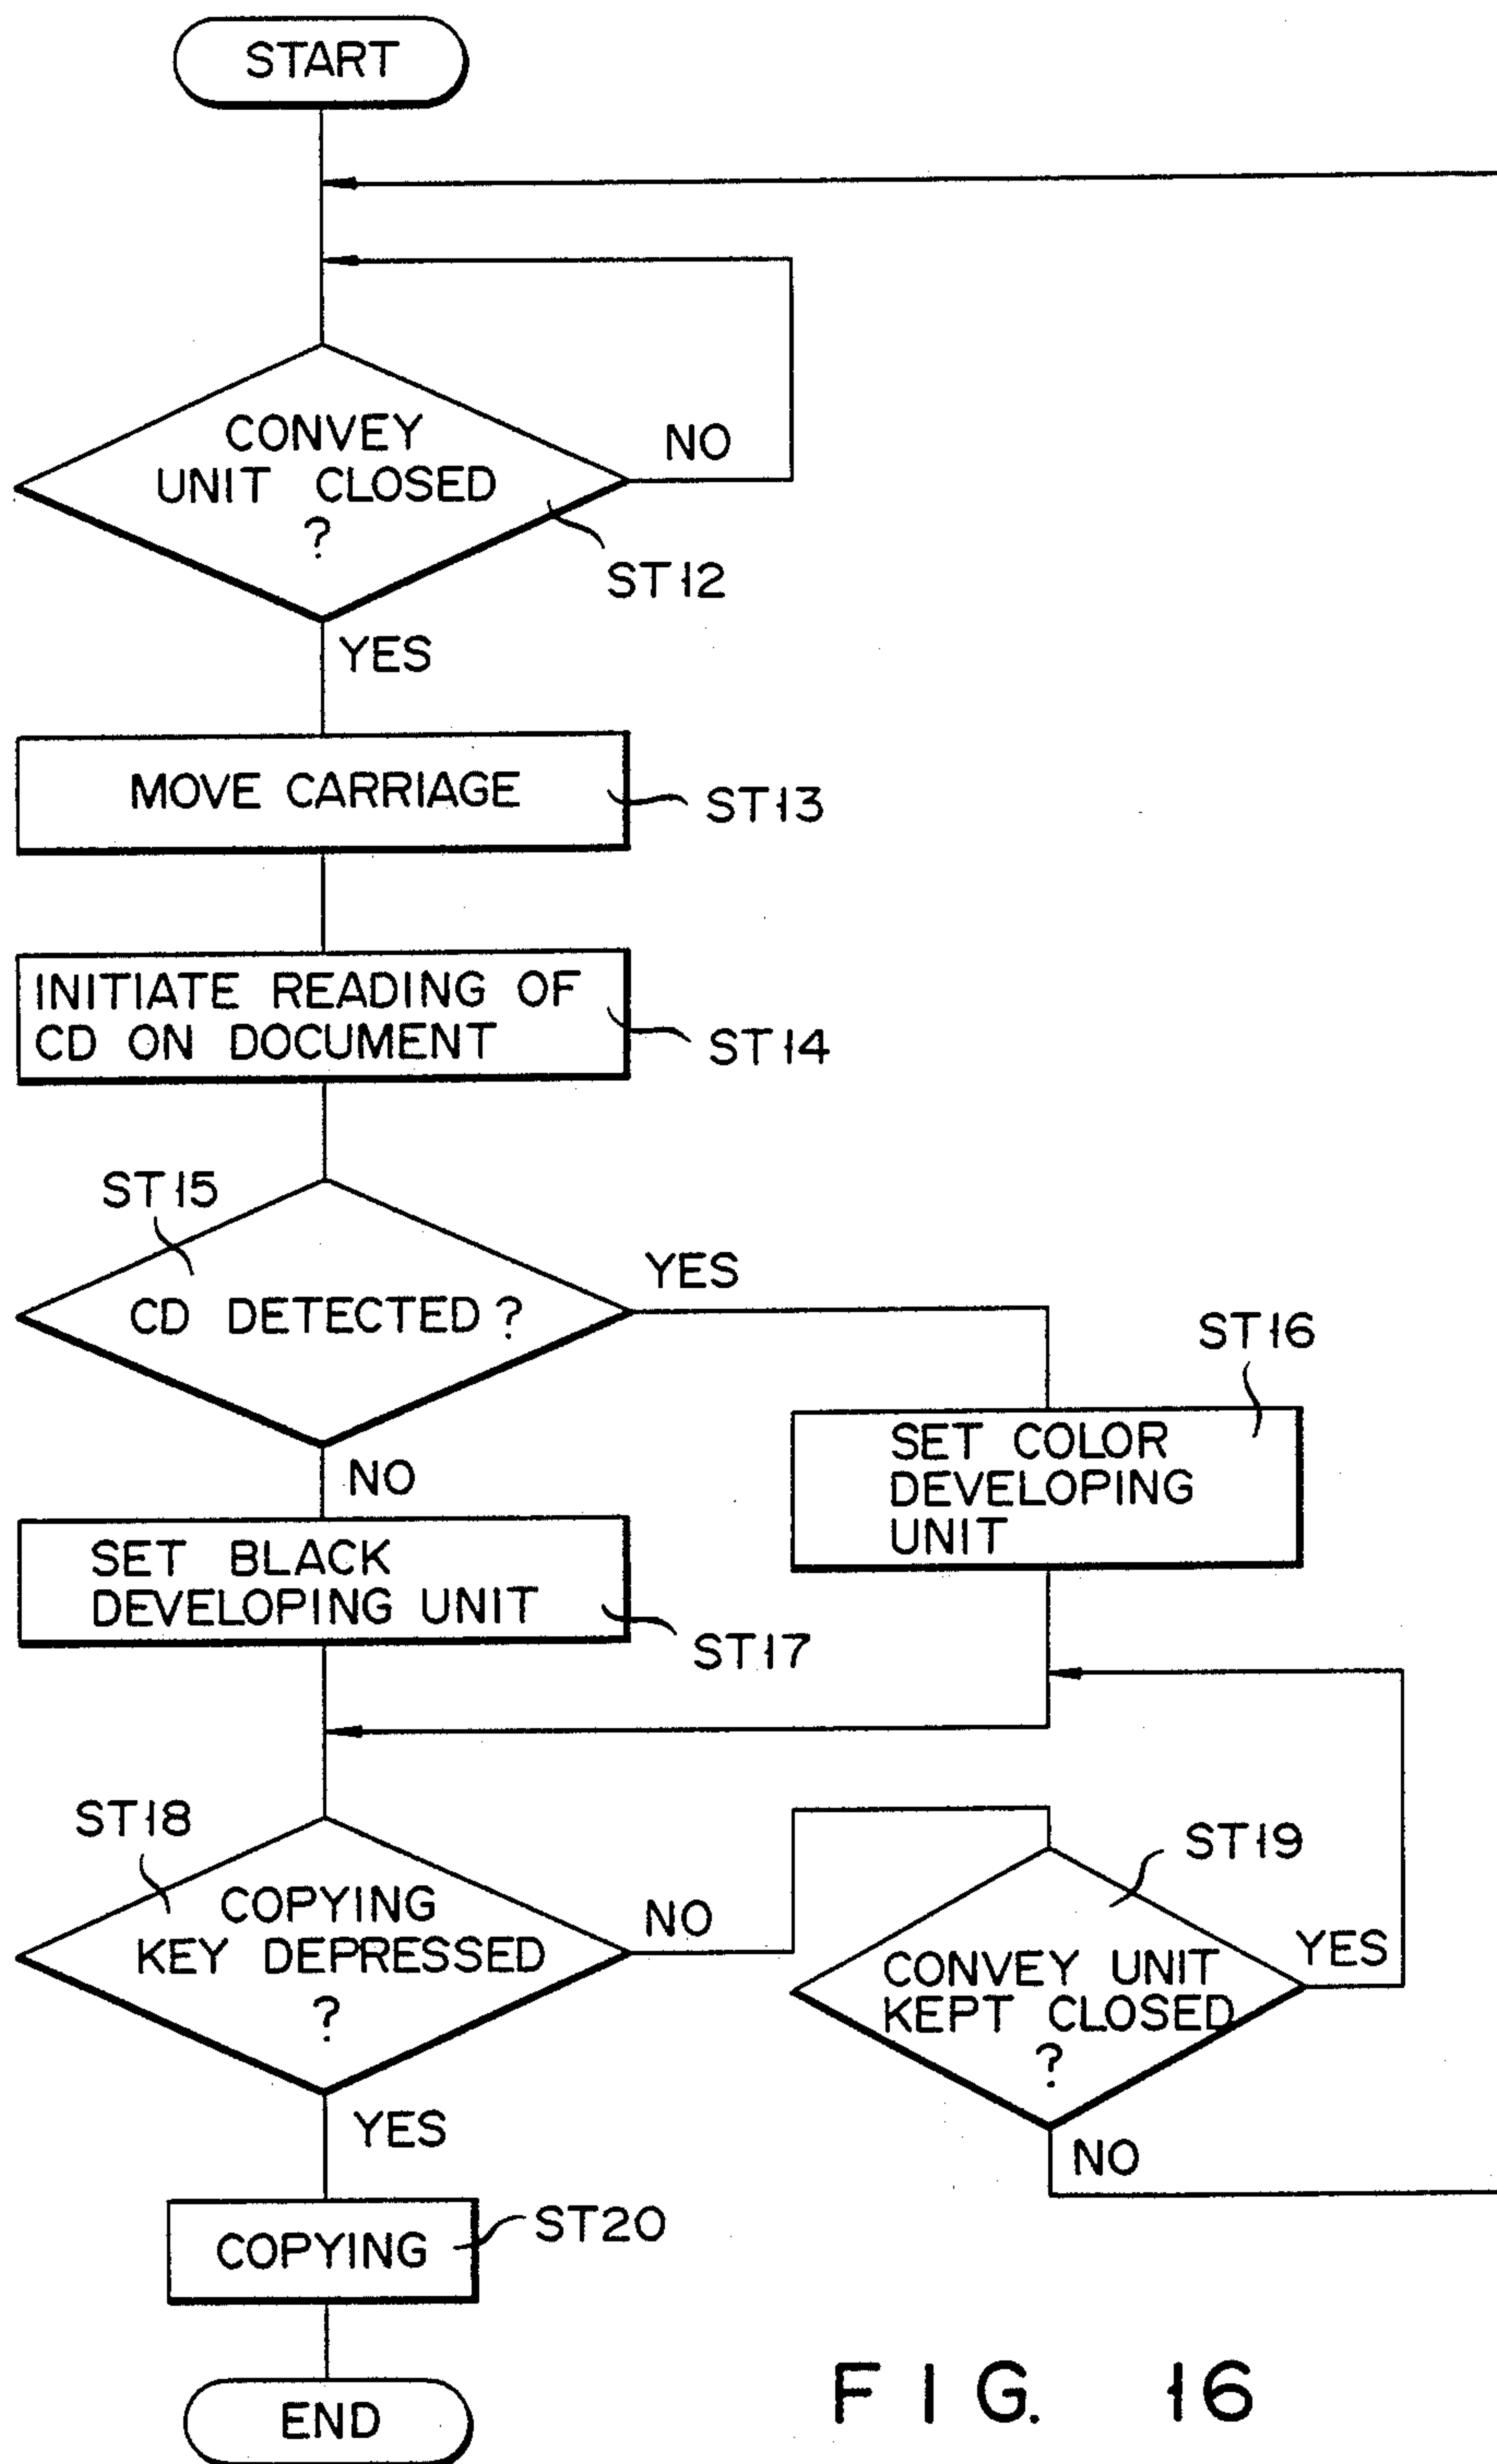 START
CONVEY
UNIT CLOSED
?
NO
ST12
YES
MOVE CARRIAGE
ST13
INITIATE READING OF
CD ON DOCUMENT
ST14
ST15
CD DETECTED ?
YES
NO
ST16
SET COLOR
DEVELOPING
UNIT
SET BLACK
DEVELOPING UNIT
ST17
ST18
COPYING
KEY DEPRESSED
?
NO
ST19
CONVEY UNIT
KEPT CLOSED
?
YES
NO
YES
COPYING
ST20
END
FIG. 16